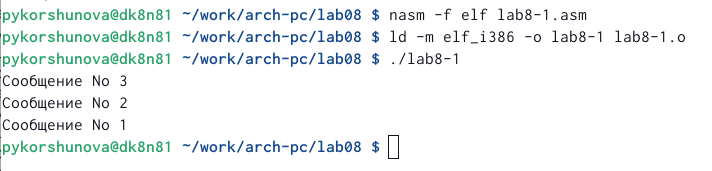 pykorshunova@dk8n81 ~/work/arch-pc/lab08 $ nasm -f elf lab8-1.asm
pykorshunova@dk8n81 ~/work/arch-pc/lab08 $ ld -m elf_i386 -o lab8-1 lab8-1.o
pykorshunova@dk8n81 ~/work/arch-pc/lab08 $ ./lab8-1
Сообщение No 3
Сообщение No 2
Сообщение No 1
pykorshunova@dk8n81 ~/work/arch-pc/lab08 $